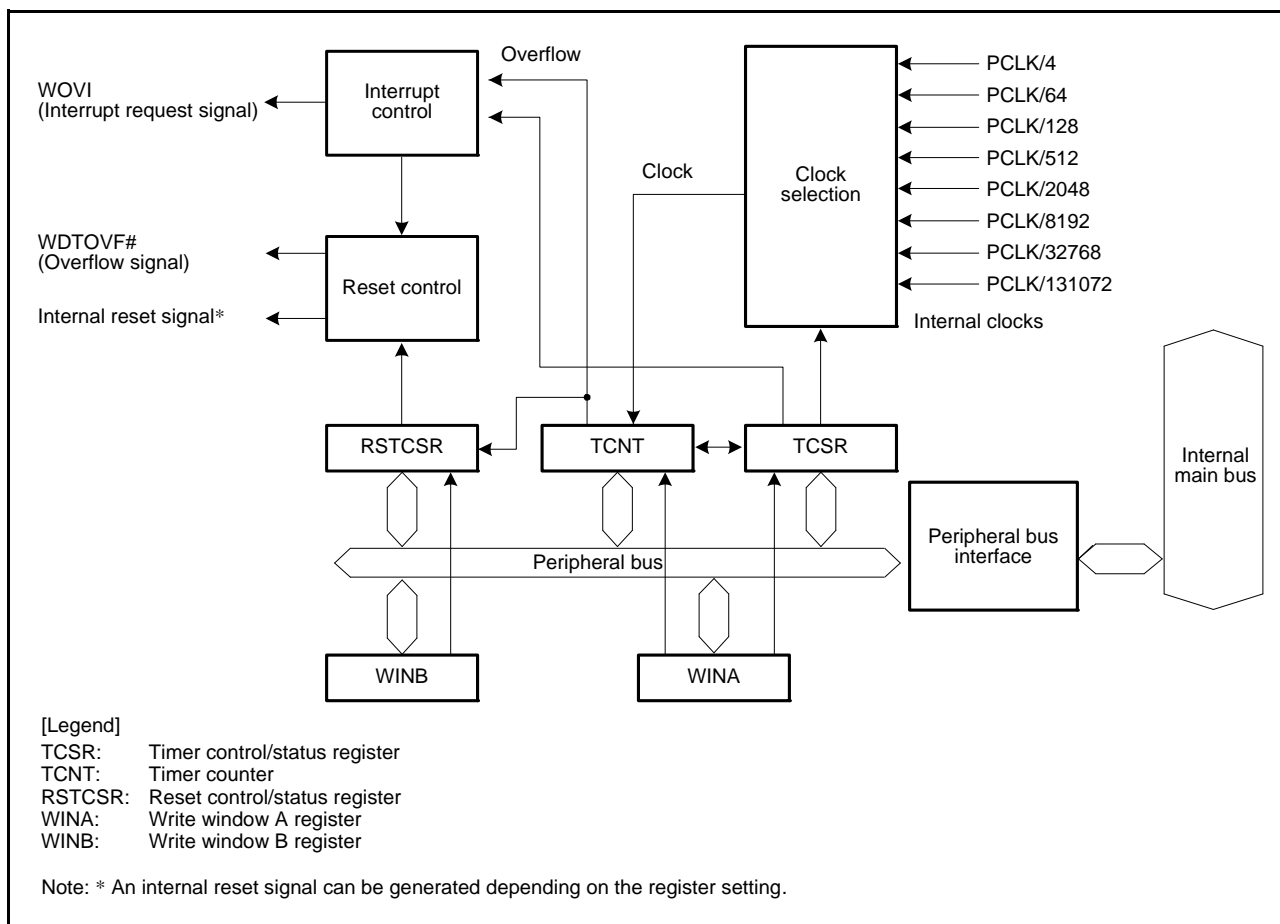 Overflow
WOVI
(Interrupt request signal)
Interrupt
control
PCLK/4
PCLK/64
PCLK/128
PCLK/512
PCLK/2048
PCLK/8192
PCLK/32768
PCLK/131072
Internal clocks
Clock
Clock
selection
WDTOVF#
(Overflow signal)
Reset control
Internal reset signal*
RSTCSR
TCNT
TCSR
Internal
main bus
Peripheral bus
Peripheral bus
interface
WINB
WINA
[Legend]
TCSR: Timer control/status register
TCNT: Timer counter
RSTCSR: Reset control/status register
WINA: Write window A register
WINB: Write window B register
Note: * An internal reset signal can be generated depending on the register setting.